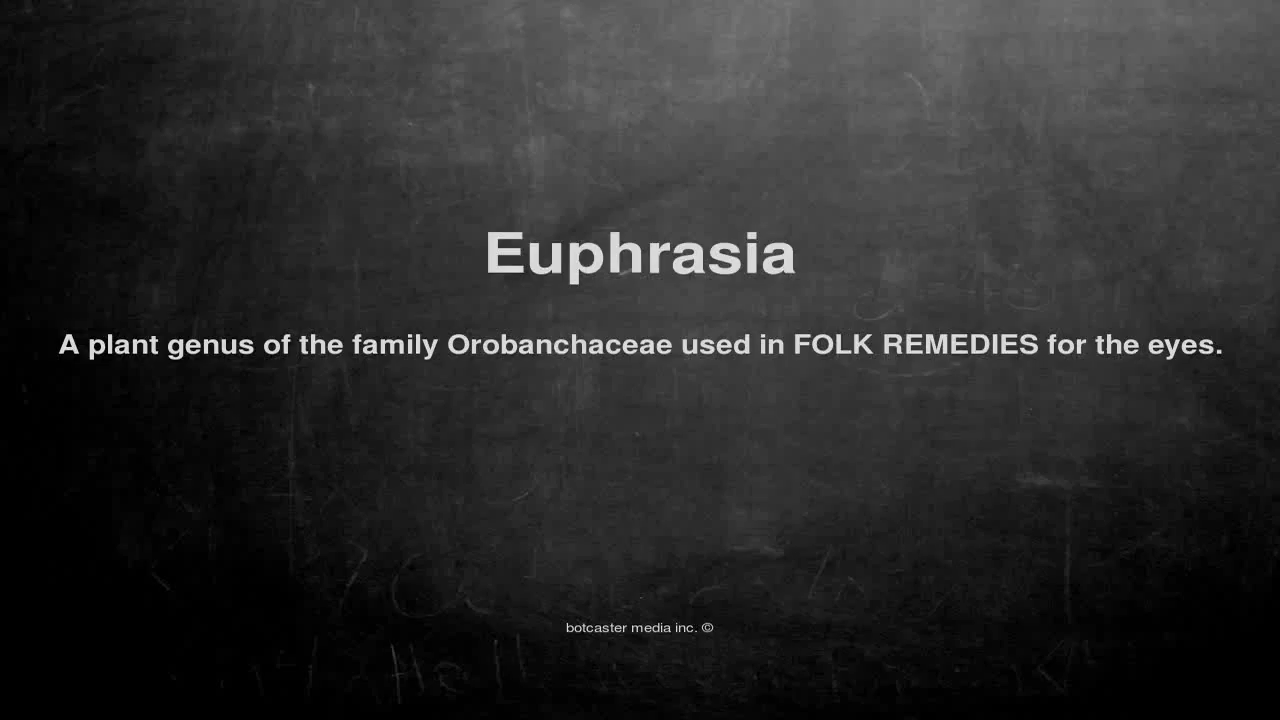 Euphrasia
A plant genus of the family Orobanchaceae used in FOLK REMEDIES for the eyes.
botcaster media inc. ©